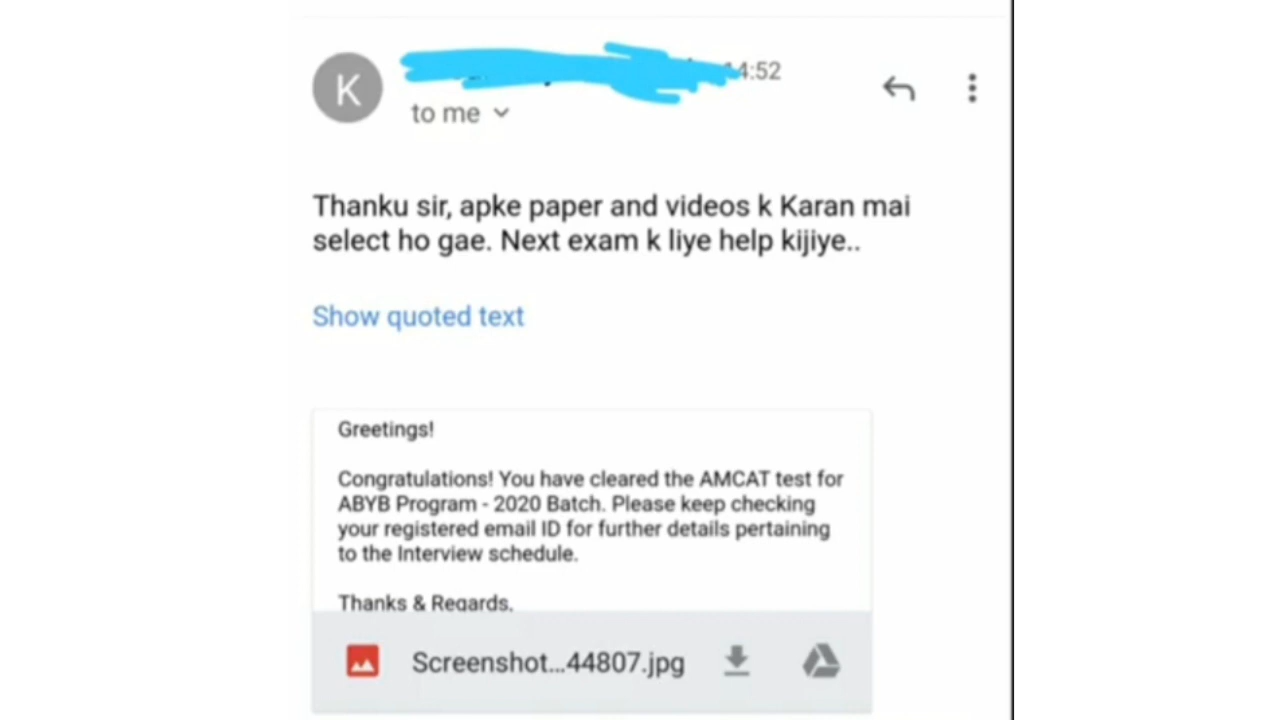 K
4:52
to me
Thanku sir, apke paper and videos k Karan mai
select ho gae. Next exam k liye help kijiye..
Show quoted text
Greetings!
Congratulations! You have cleared the AMCAT test for
ABYB Program - 2020 Batch. Please keep checking
your registered email ID for further details pertaining
to the Interview schedule.
Thanks & Regards,
Screenshot...44807.jpg